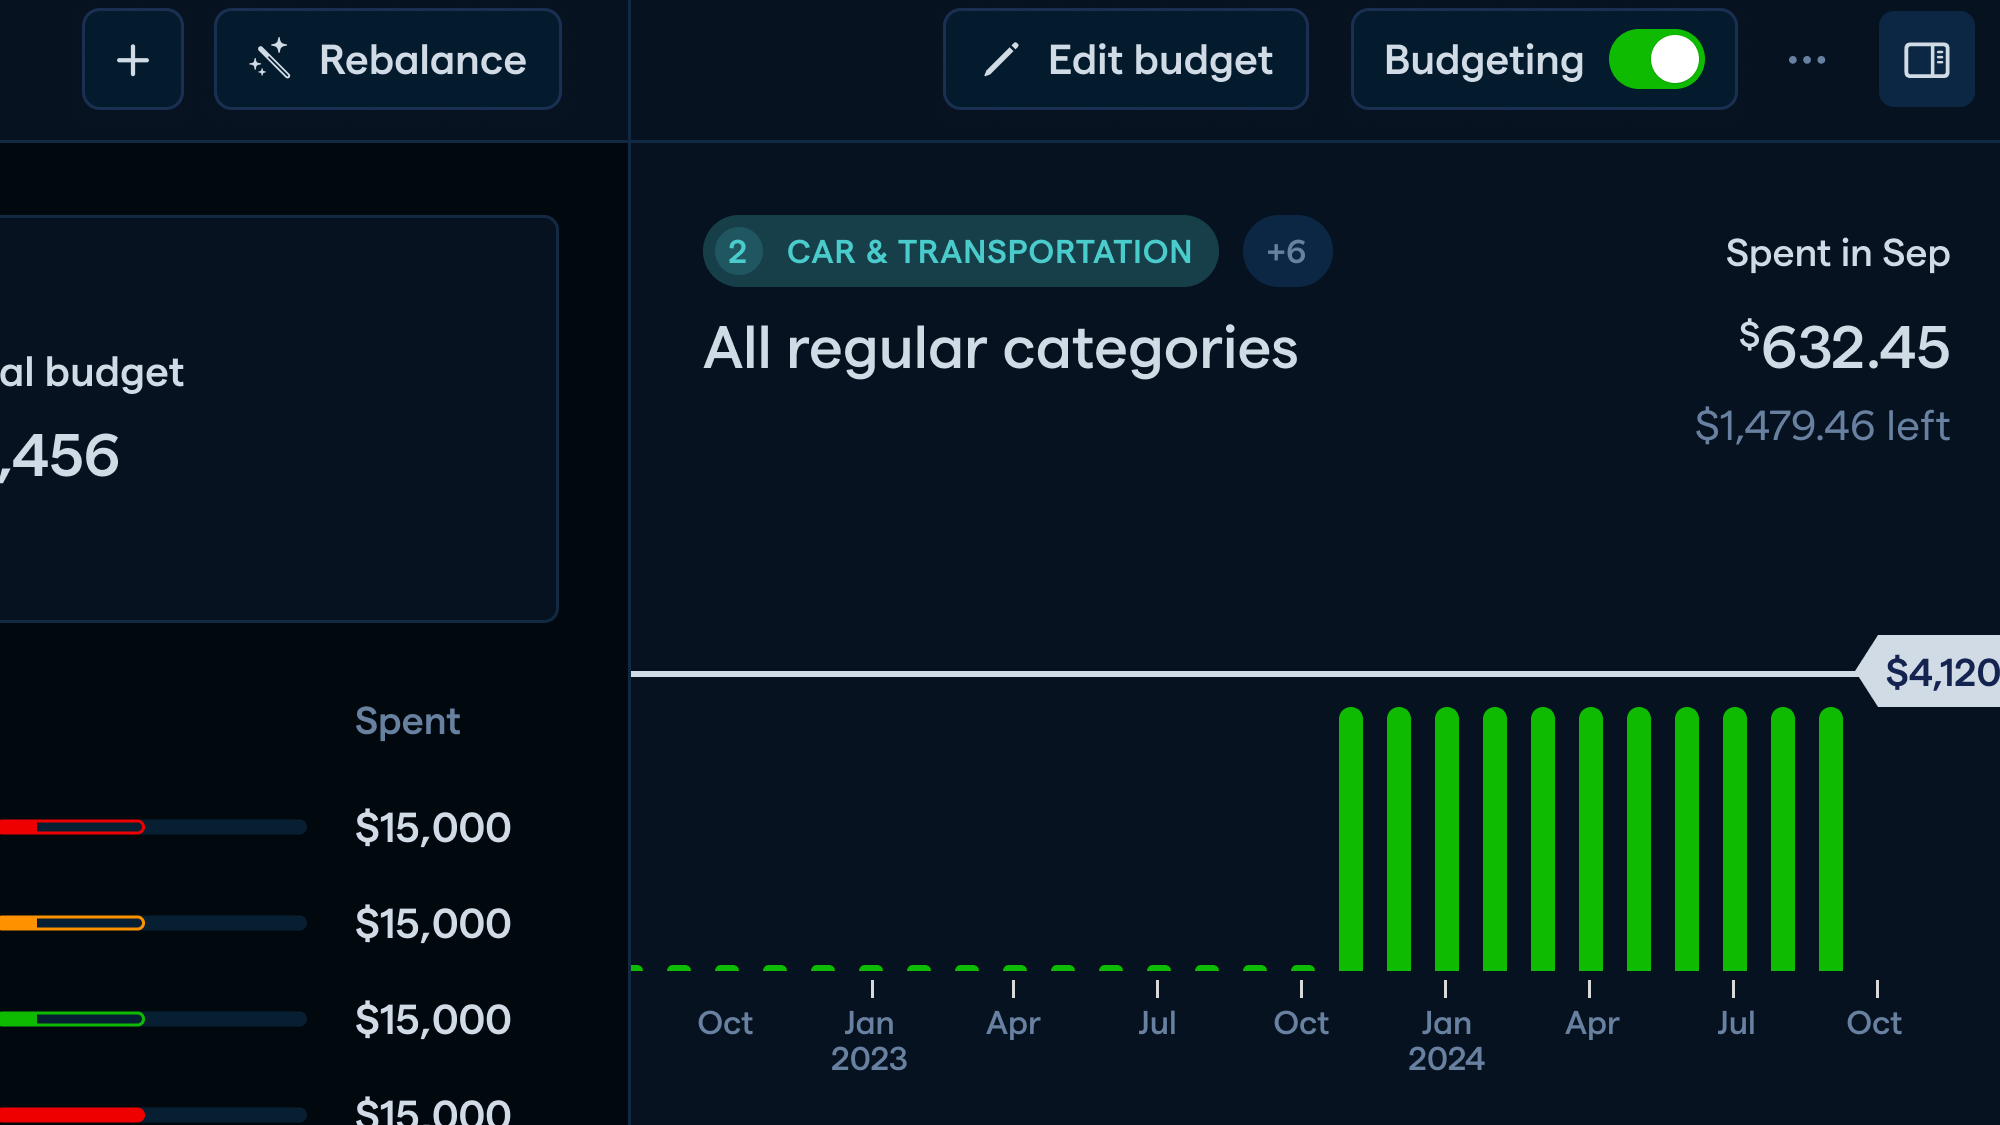 Rebalance
Edit budget
Budgeting
2 CAR & TRANSPORTATION +6
All regular categories
Spent in Sep
$632.45
$1,479.46 left
al budget
,456
$4,120
Spent
$15,000
$15,000
$15,000
$15,000
Oct Jan Apr Jul Oct Jan Apr Jul Oct
2023 2024